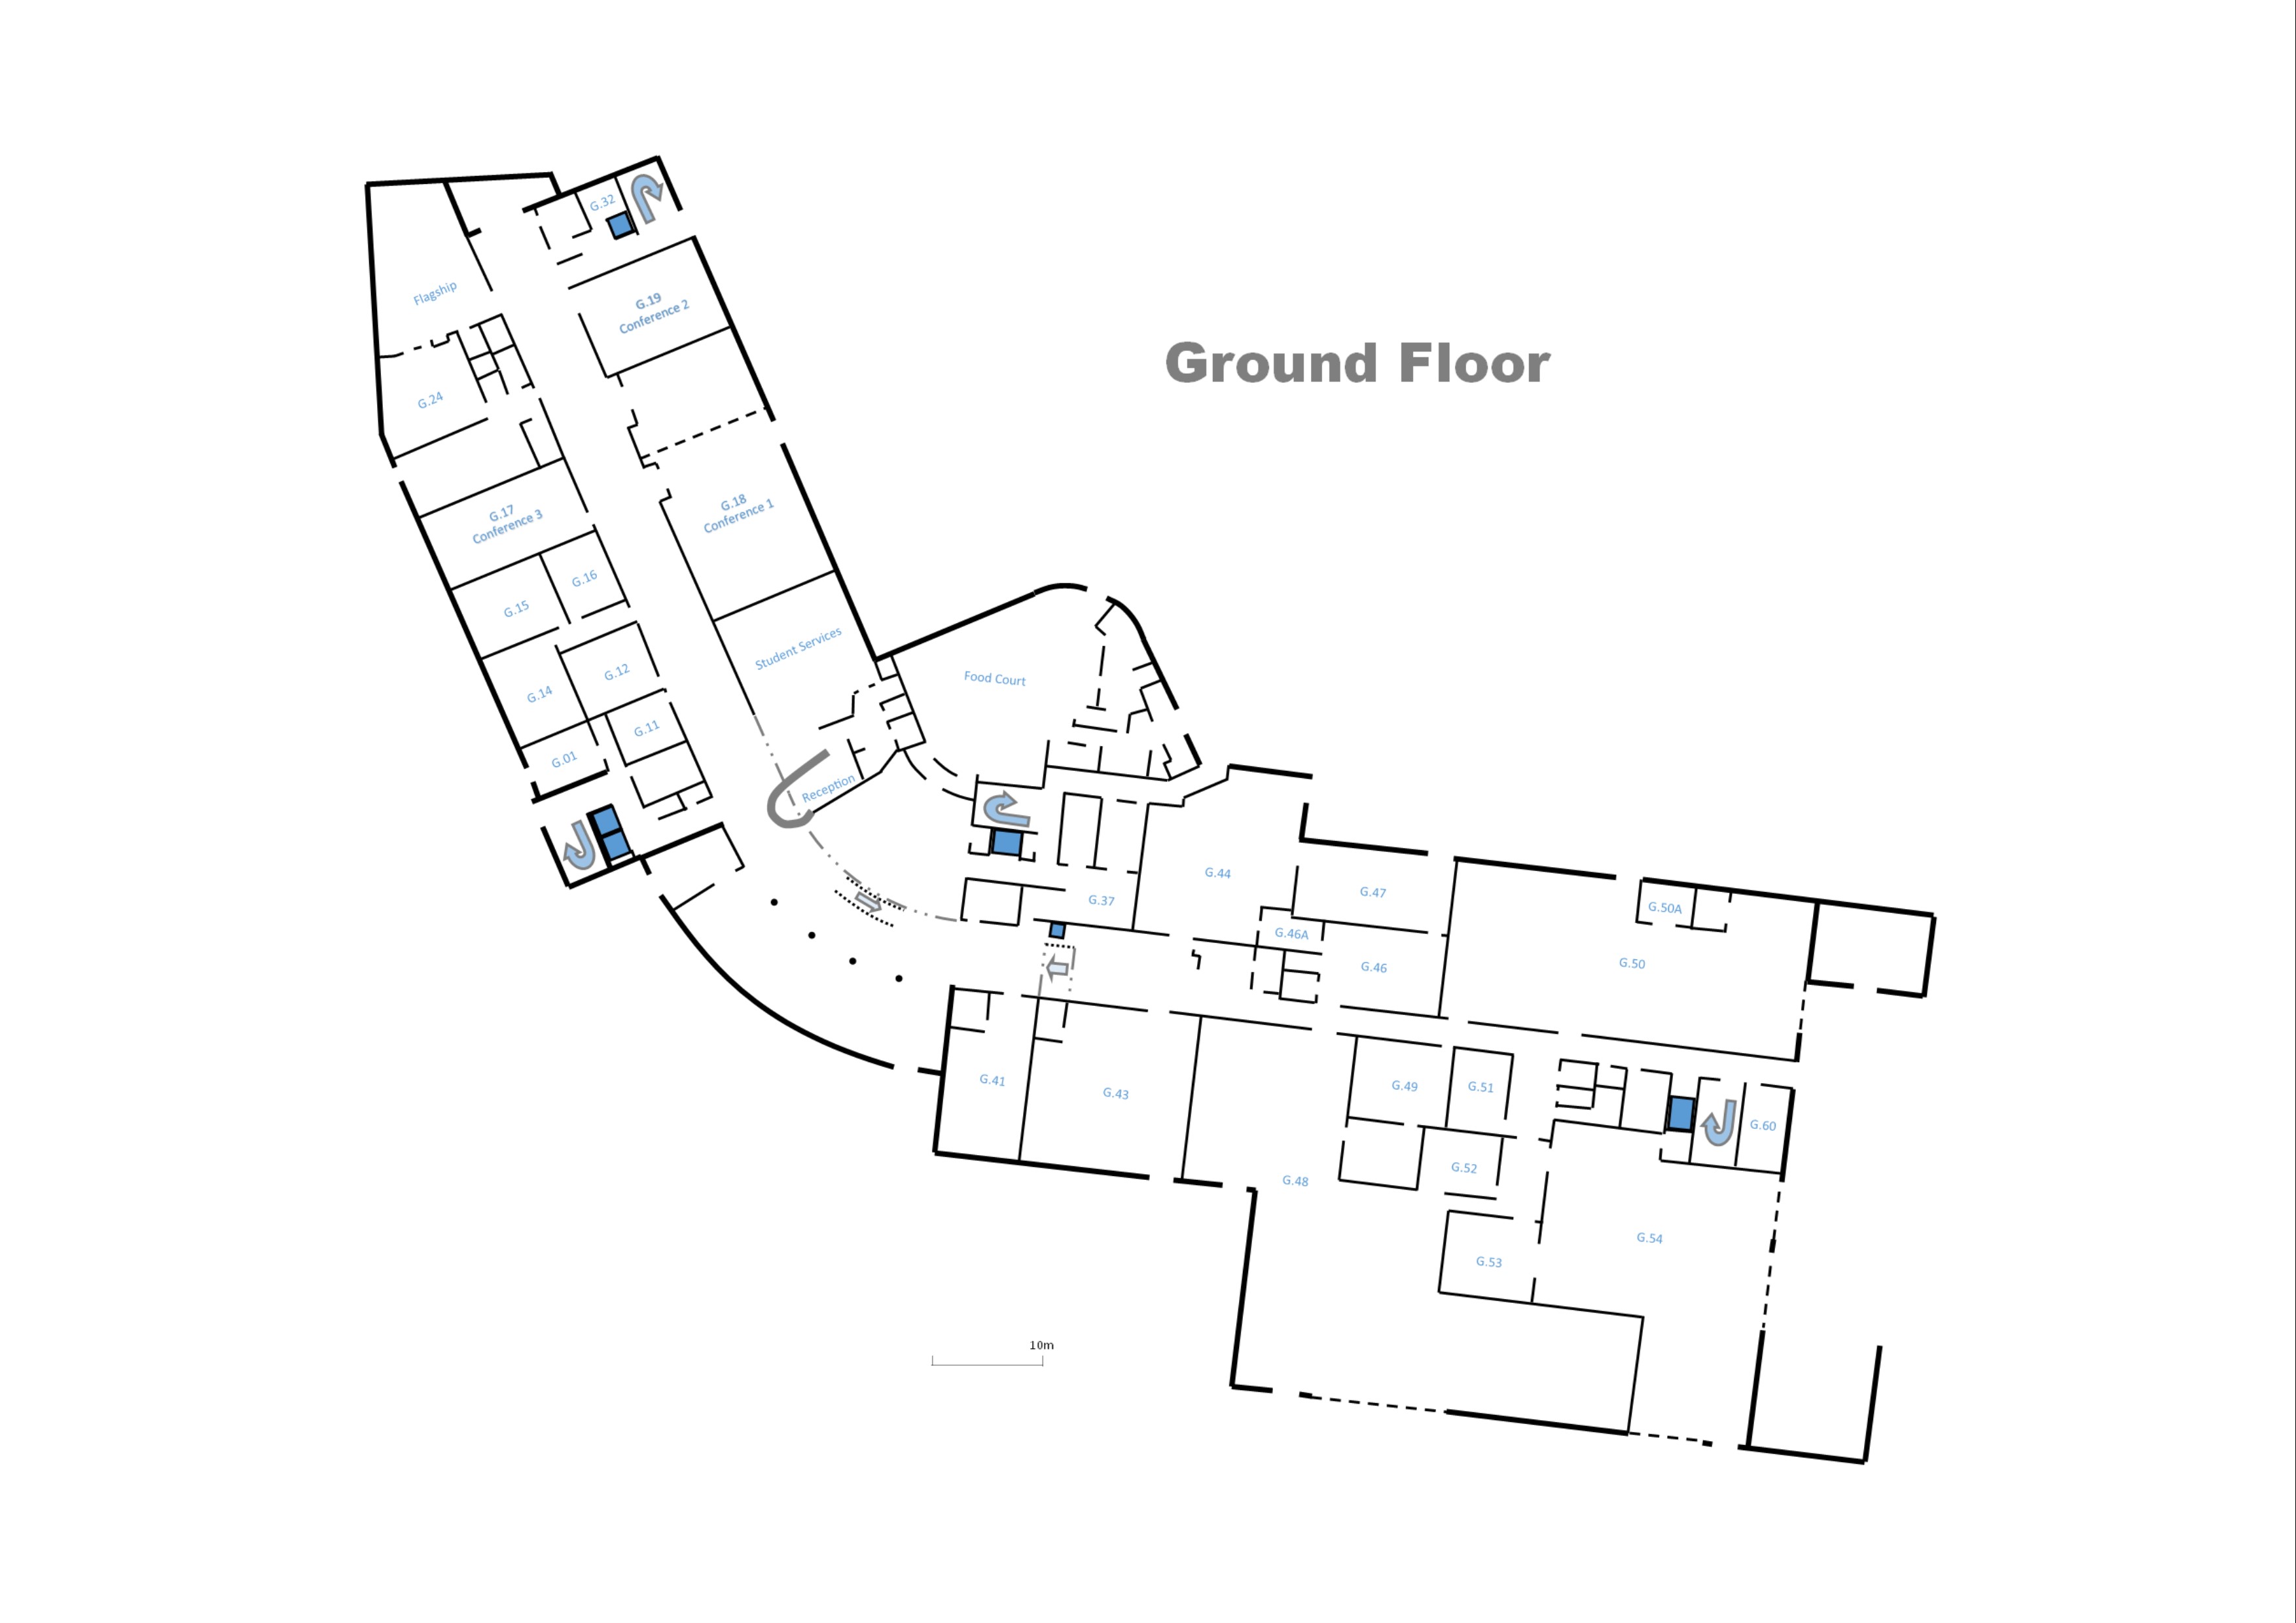 Ground Floor
G.32
G.19
Conference 2
Flagship
G.24
G.18
Conference 1
G.17
Conference 3
G.16
G.15
G.12
G.14
G.11
G.01
Student Services
Food Court
Reception
G.44
G.47
G.37
G.46A
G.46
G.50A
G.50
G.41
G.43
G.49
G.51
G.60
G.52
G.48
G.54
G.53
10m